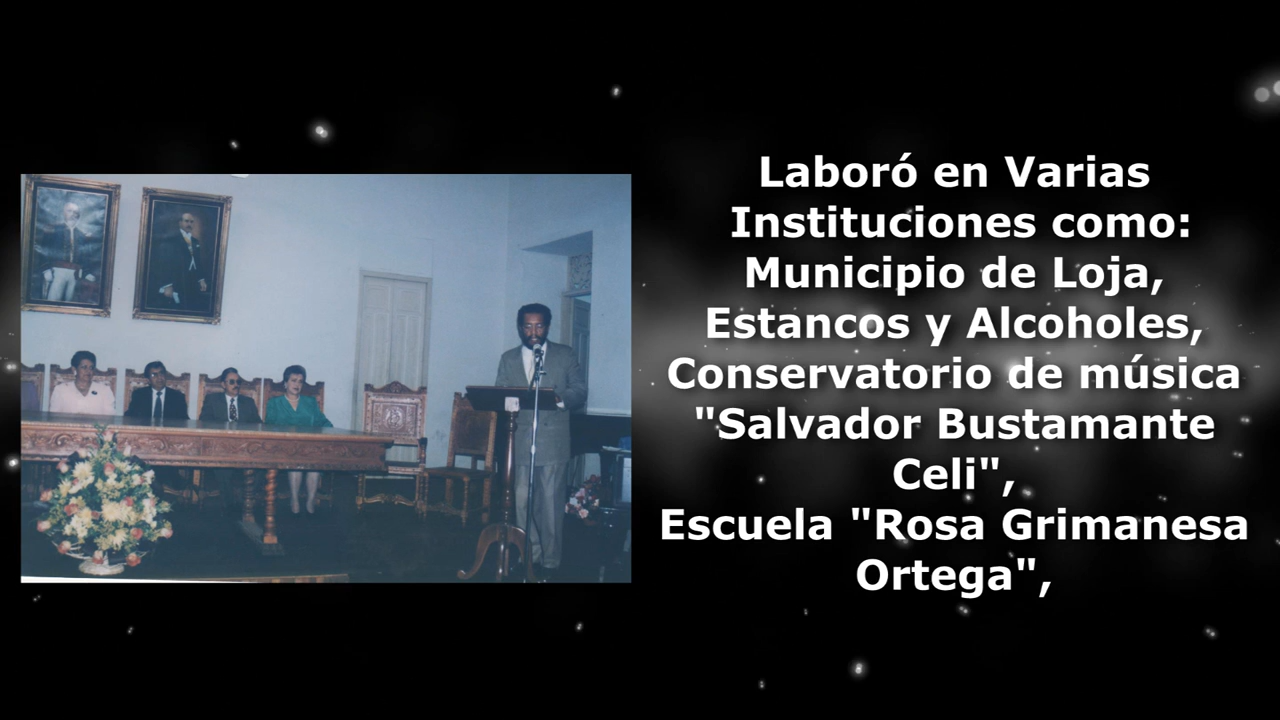 Laboró en Varias
Instituciones como:
Municipio de Loja,
Estancos y Alcoholes,
Conservatorio de música
"Salvador Bustamante
Celi",
Escuela "Rosa Grimanesa
Ortega",